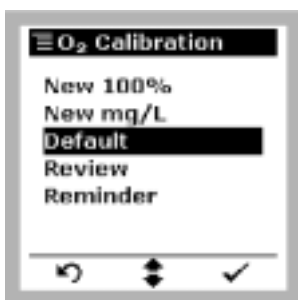 O₂ Calibration
New 100%
New mg/L
Default
Review
Reminder